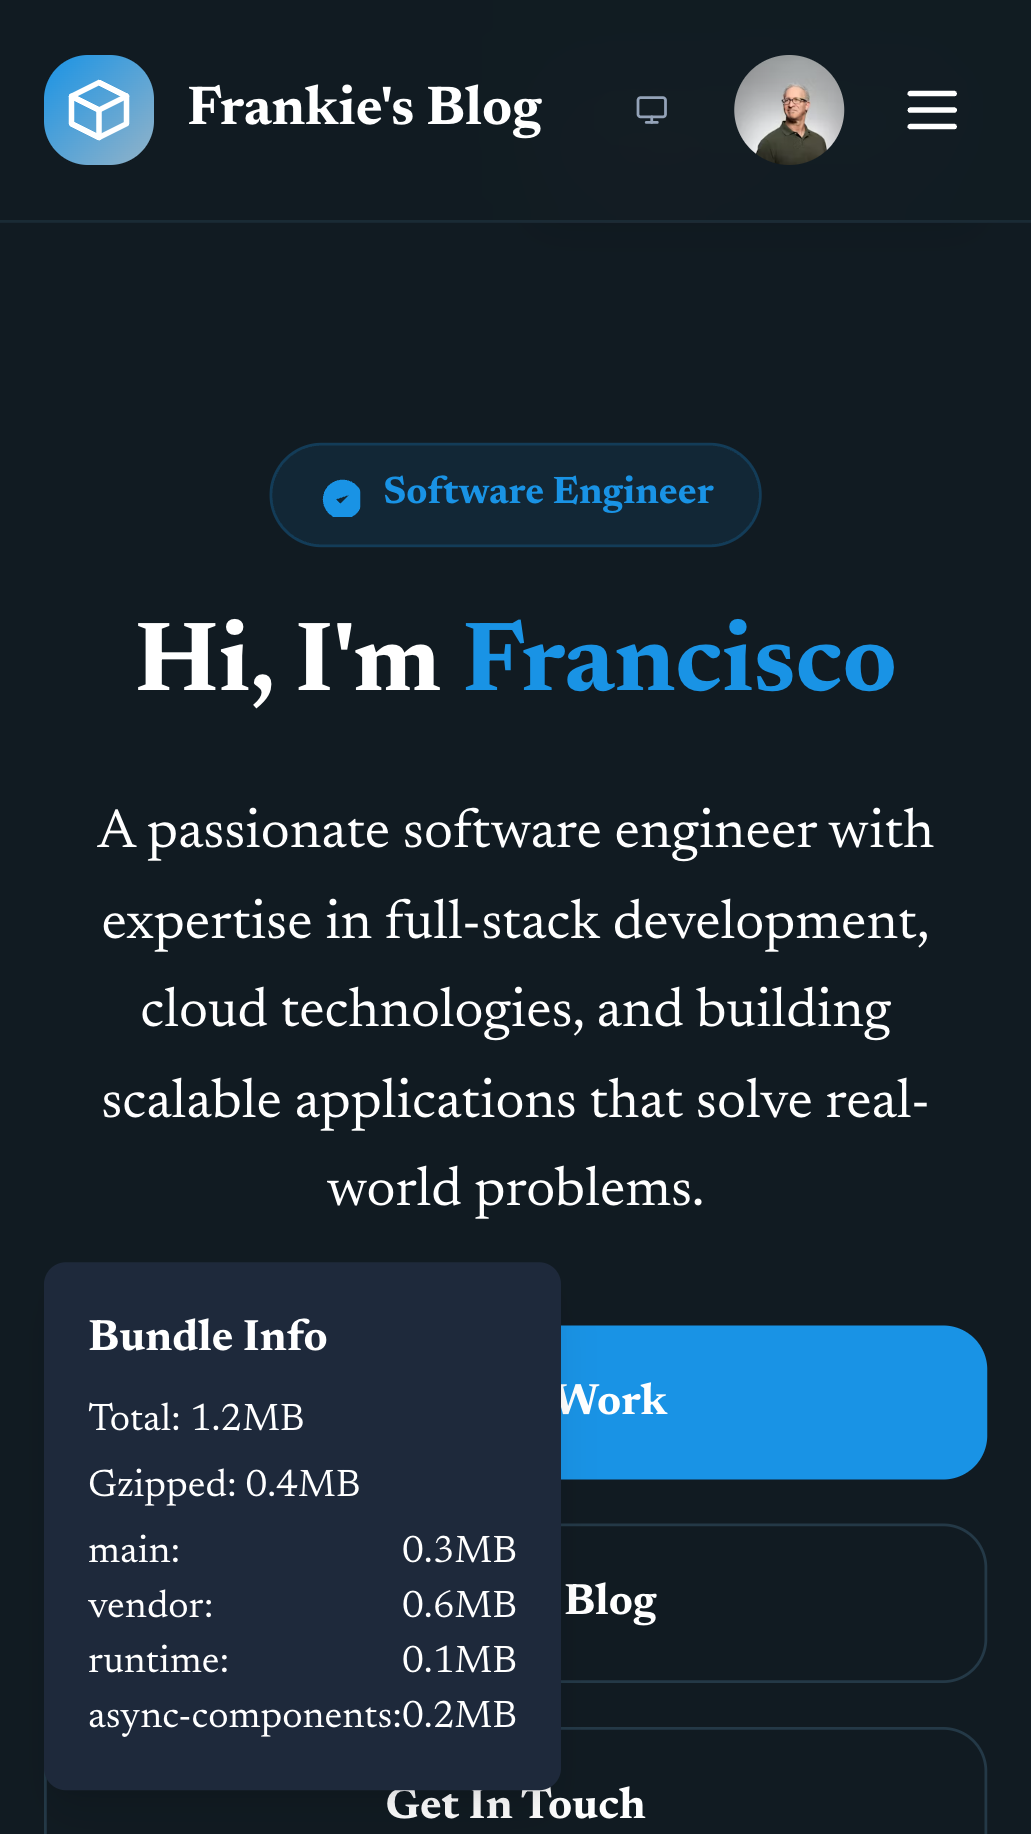 Frankie's Blog
Software Engineer
Hi, I'm Francisco
A passionate software engineer with
expertise in full-stack development,
cloud technologies, and building
scalable applications that solve real-
world problems.
Bundle Info
Total: 1.2MB
Gzipped: 0.4MB
main: 0.3MB
vendor: 0.6MB
runtime: 0.1MB
async-components:0.2MB
Work
Blog
Get In Touch